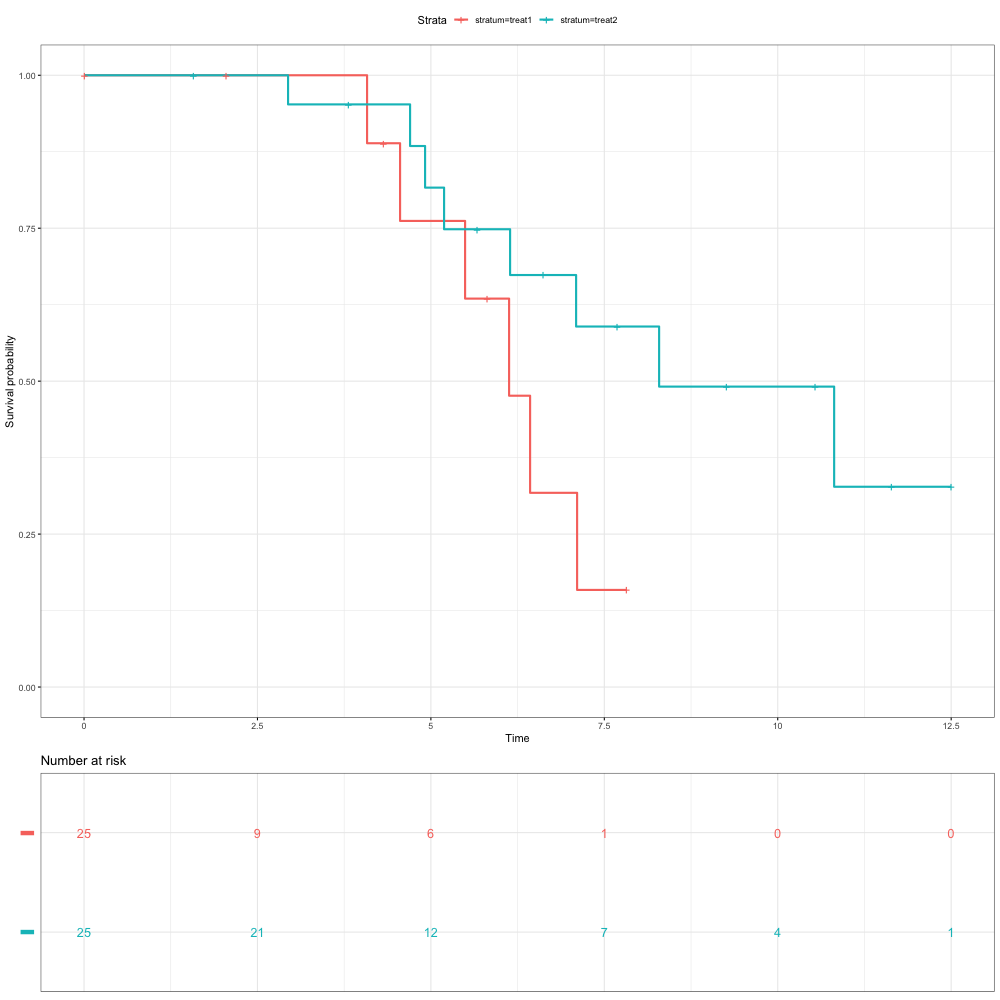 Strata stratum=treat1 stratum=treat2
1.00
0.75
0.50
0.25
0.00
Survival probability
0 2.5 5 7.5 10 12.5
Time
Number at risk
25 9 6 1 0 0
25 21 12 7 4 1